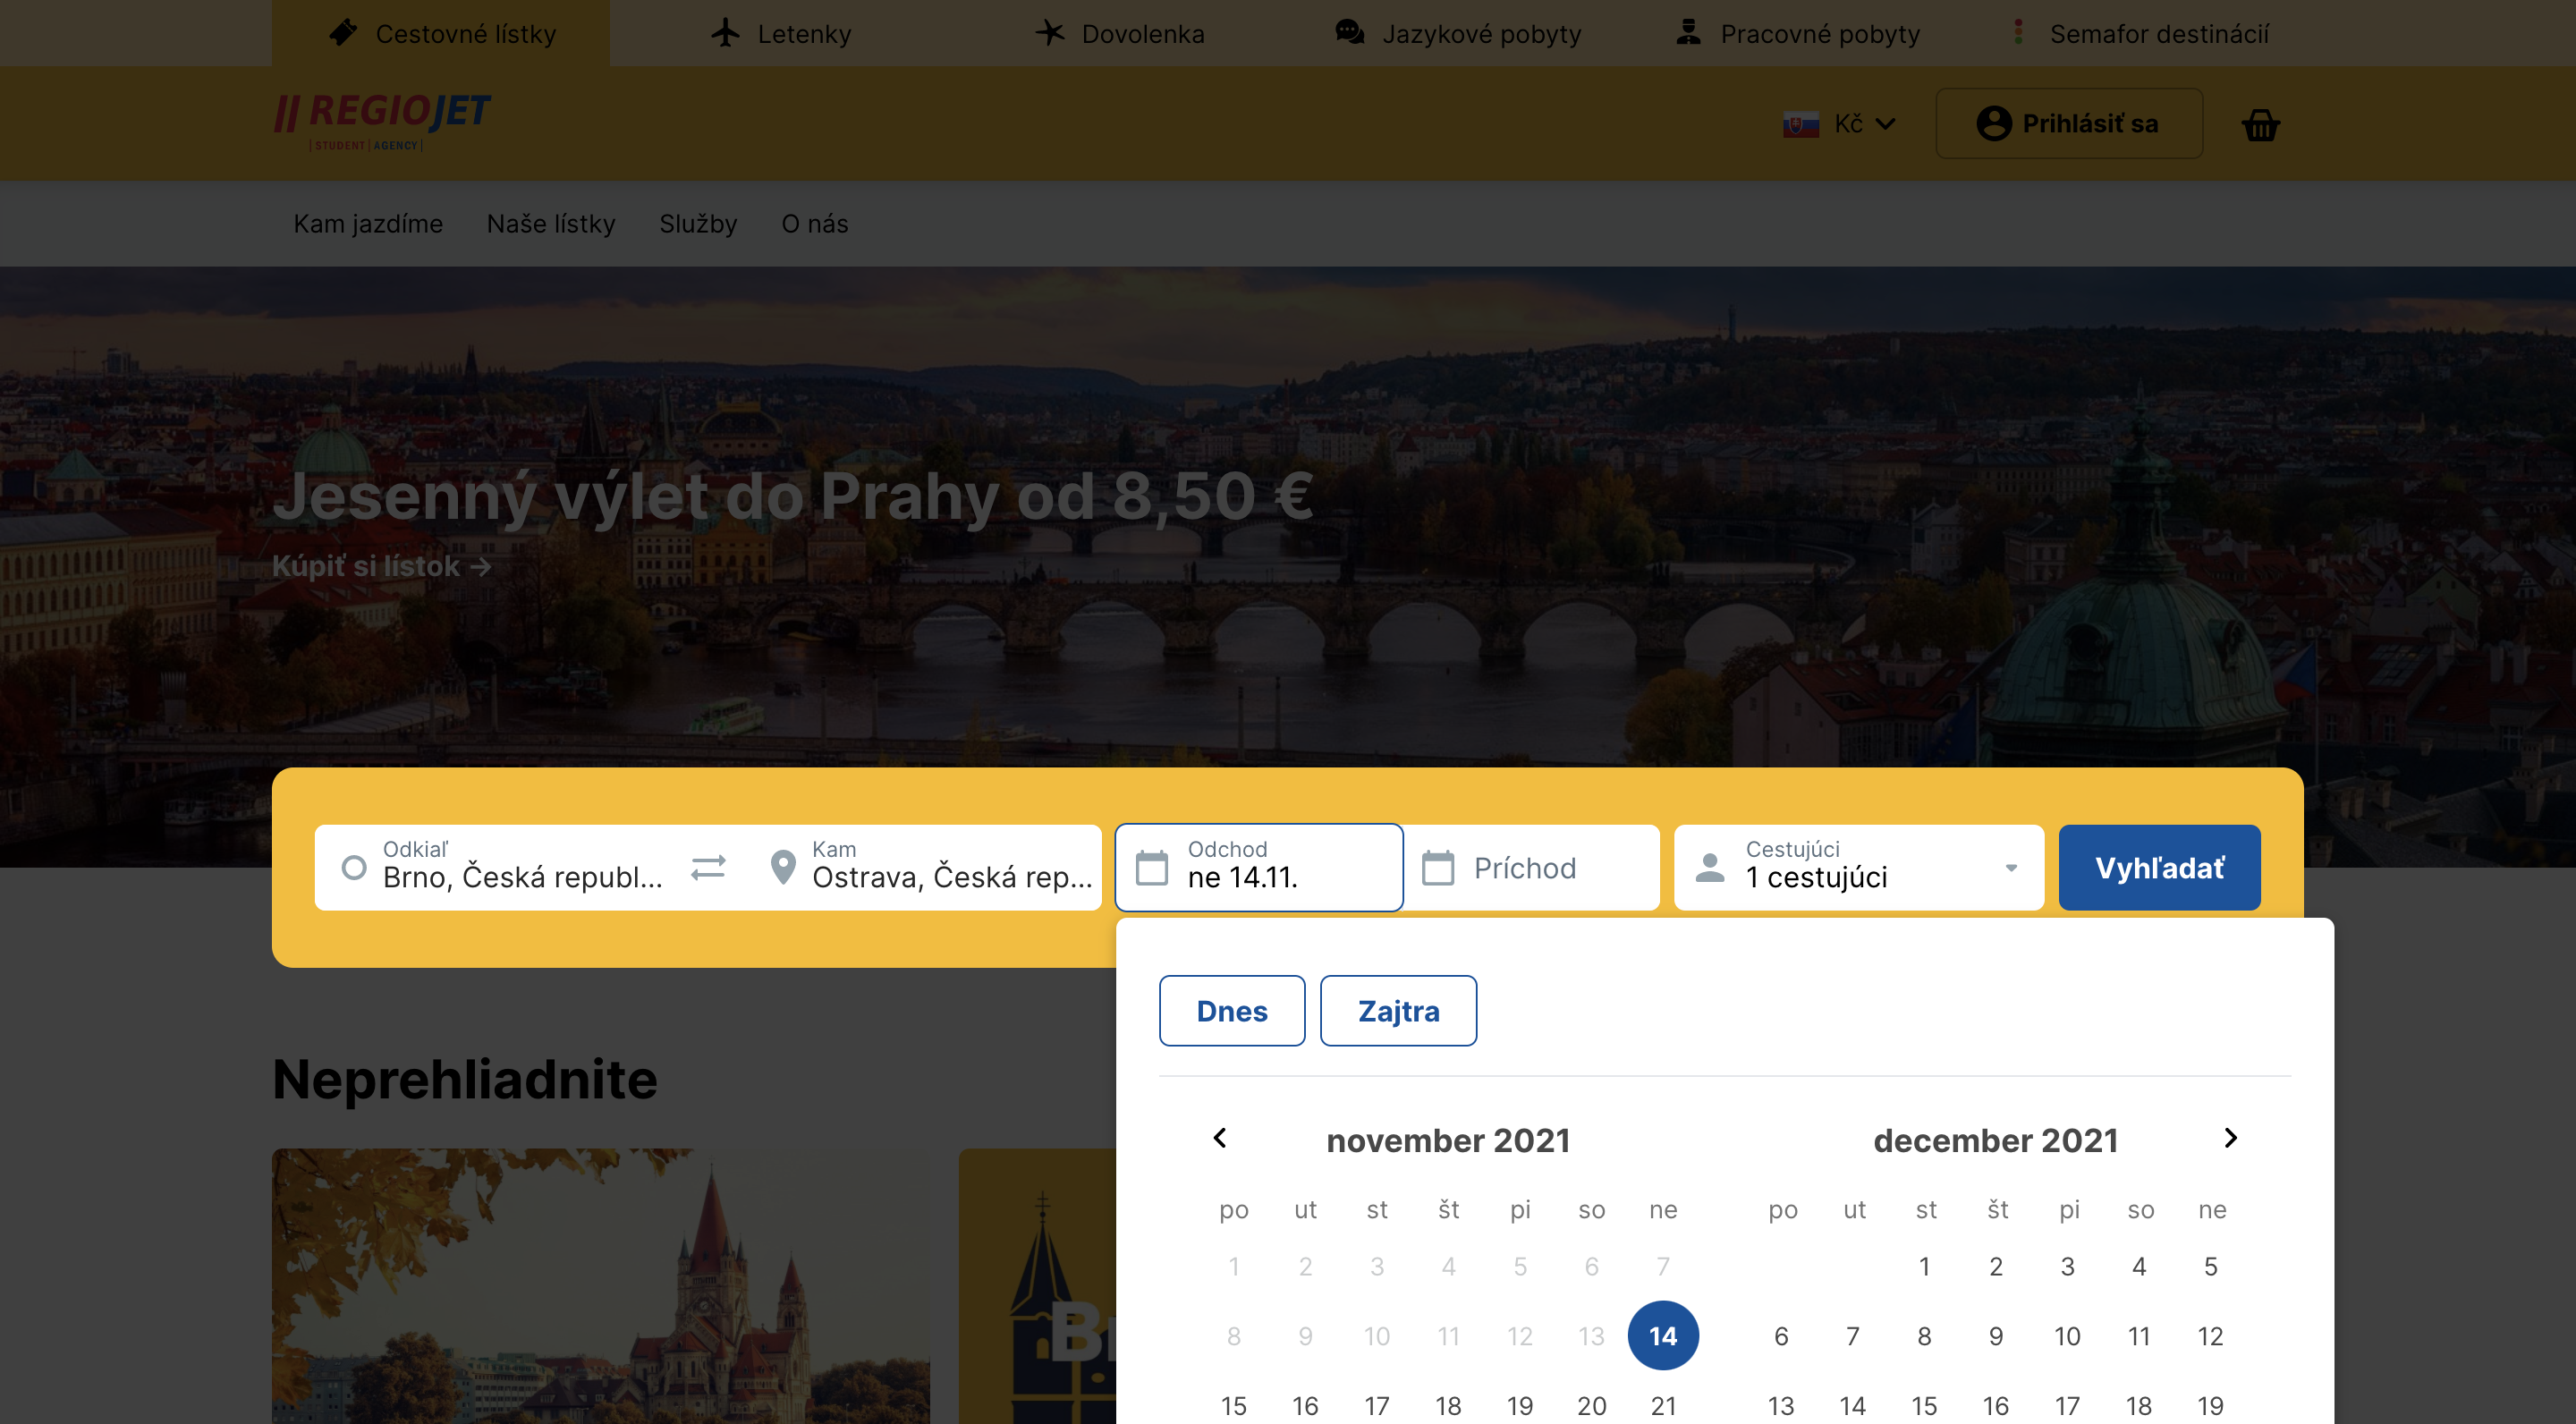 Cestovné lístky
Letenky
Dovolenka
Jazykové pobyty
Pracovné pobyty
Semafor destinácií
REGIOJET
STUDENT AGENCY
Kč
Prihlásiť sa
Kam jazdíme
Naše lístky
Služby
O nás
Jesenný výlet do Prahy od 8,50 €
Kúpiť si lístok →
Odkiaľ
Brno, Česká republ...
Kam
Ostrava, Česká rep...
Odchod
ne 14.11.
Príchod
Cestujúci
1 cestujúci
Vyhľadať
Dnes
Zajtra
Neprehliadnite
november 2021
po ut st št pi so ne
1 2 3 4 5 6 7
8 9 10 11 12 13 14
15 16 17 18 19 20 21
december 2021
po ut st št pi so ne
1 2 3 4 5
6 7 8 9 10 11 12
13 14 15 16 17 18 19